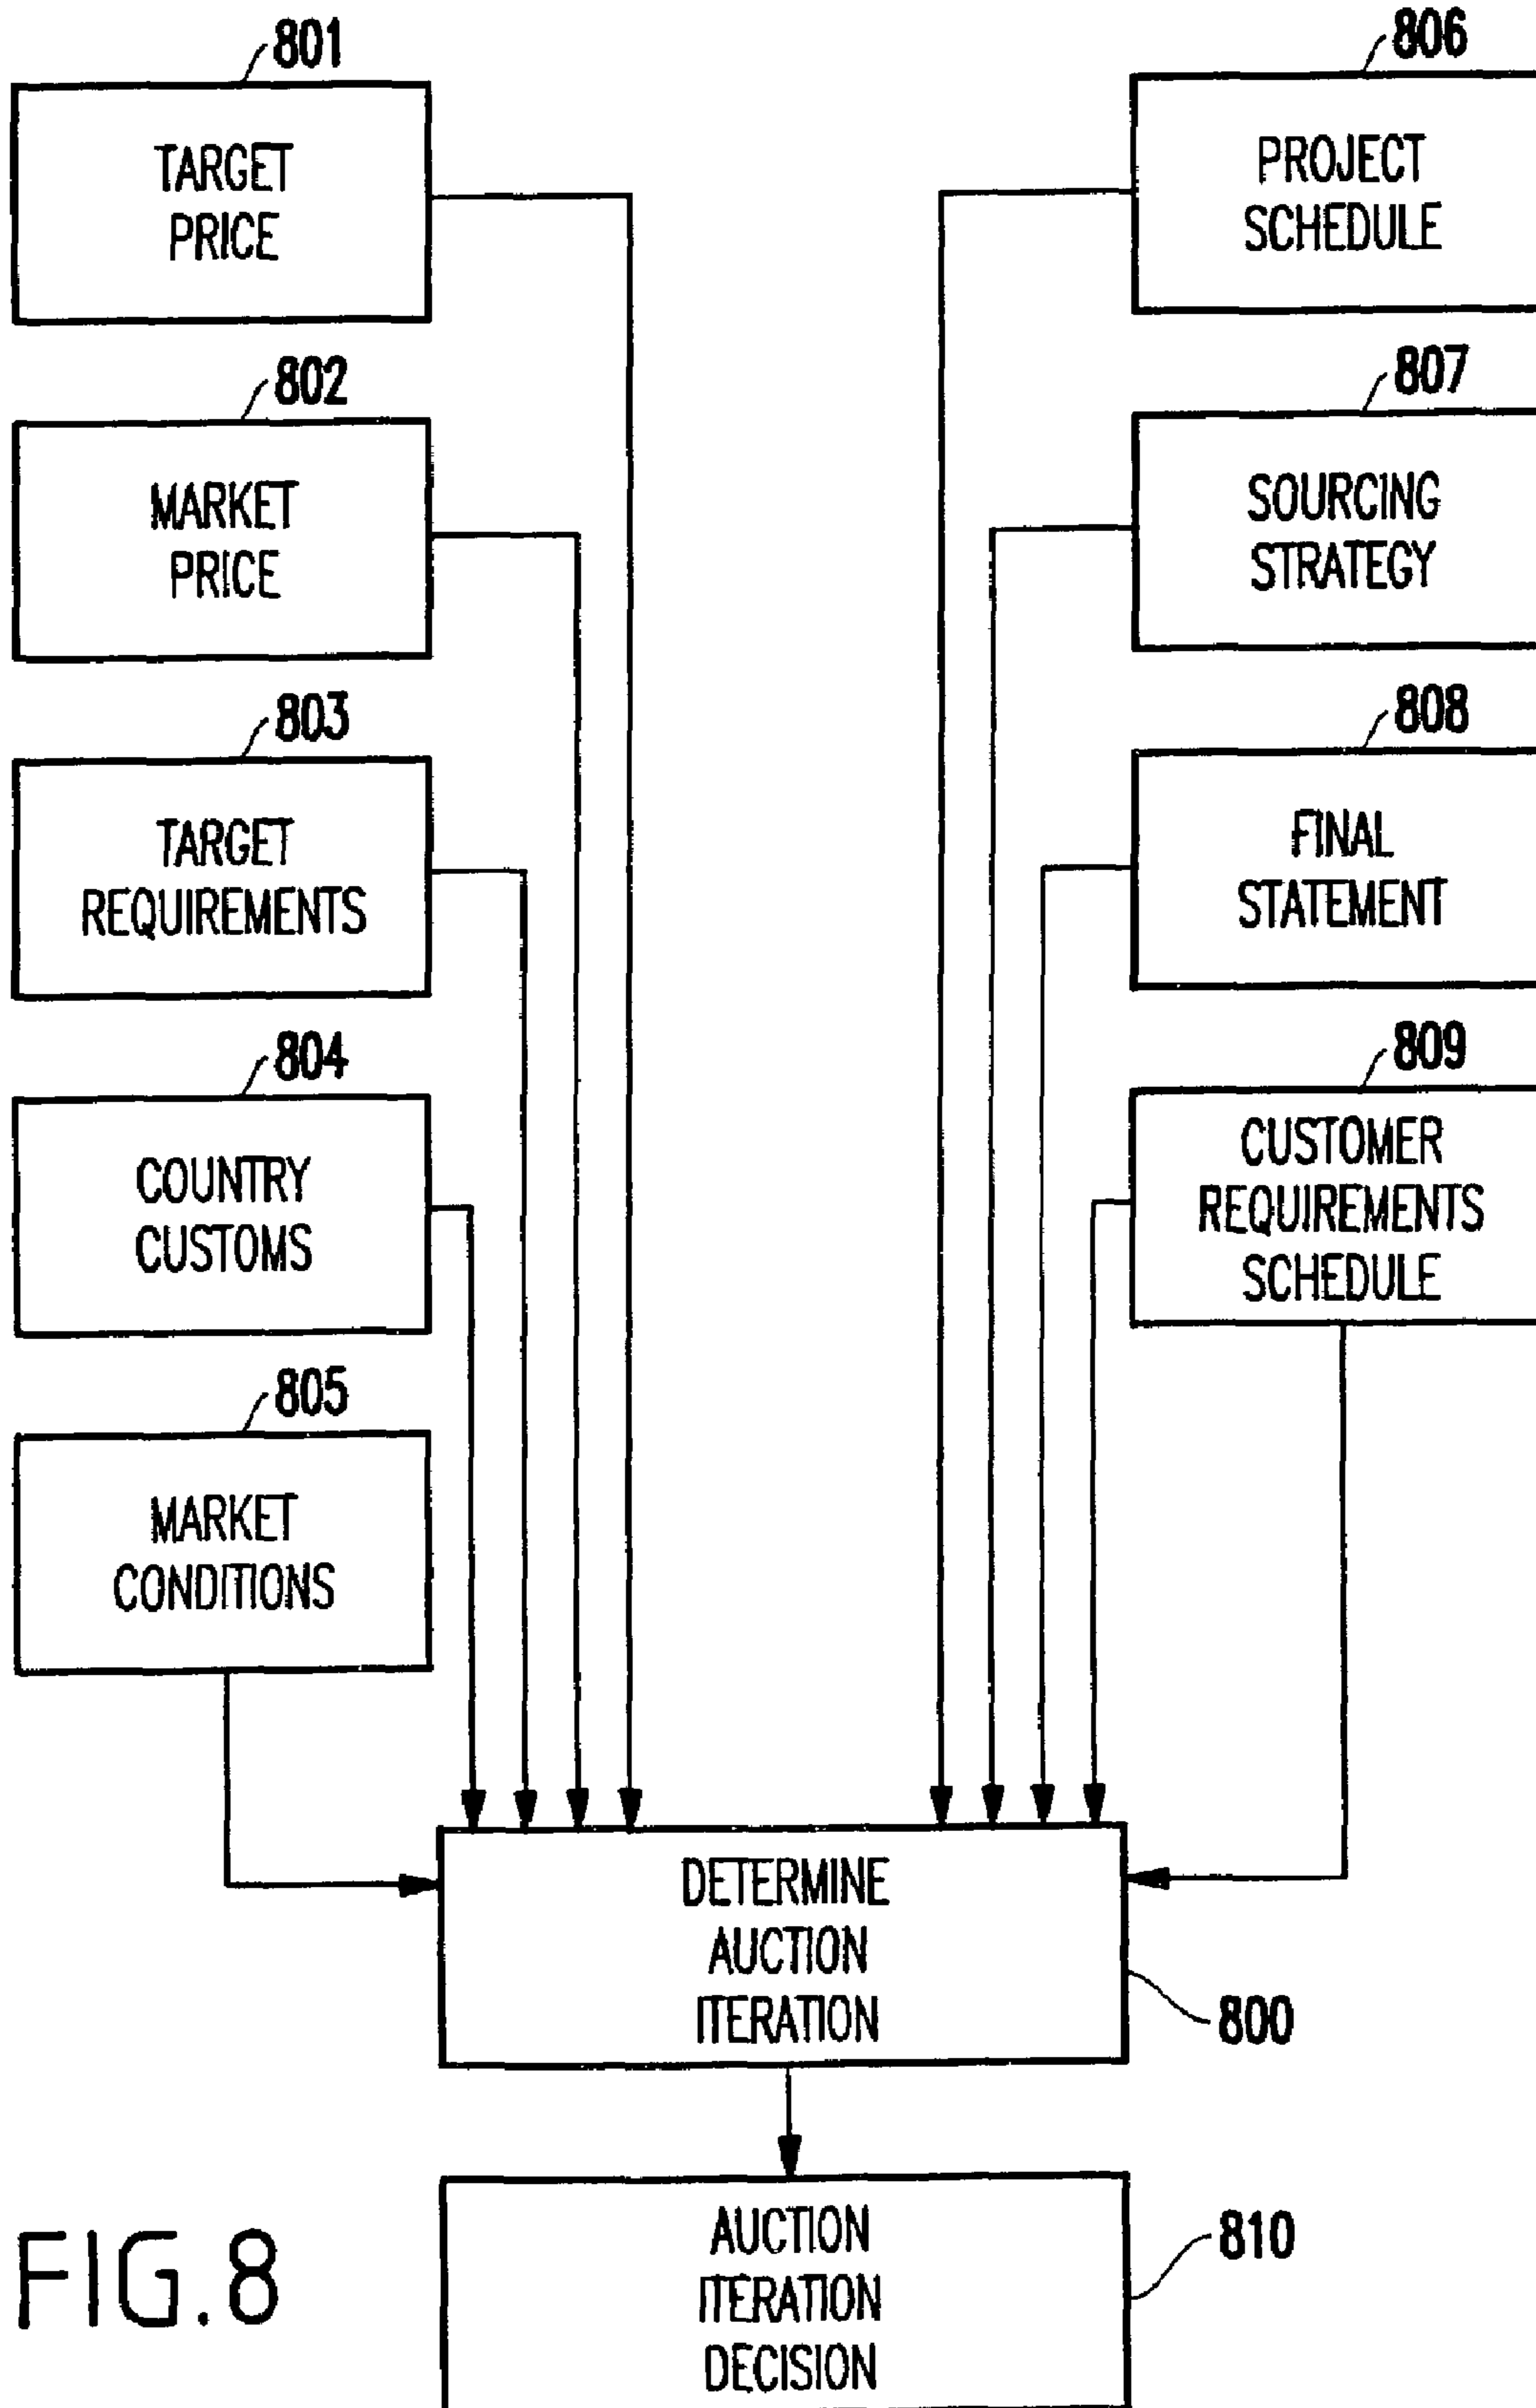 801
TARGET
PRICE
802
MARKET
PRICE
803
TARGET
REQUIREMENTS
804
COUNTRY
CUSTOMS
805
MARKET
CONDITIONS
806
PROJECT
SCHEDULE
807
SOURCING
STRATEGY
808
FINAL
STATEMENT
809
CUSTOMER
REQUIREMENTS
SCHEDULE
DETERMINE
AUCTION
ITERATION
800
AUCTION
ITERATION
DECISION
810
FIG.8